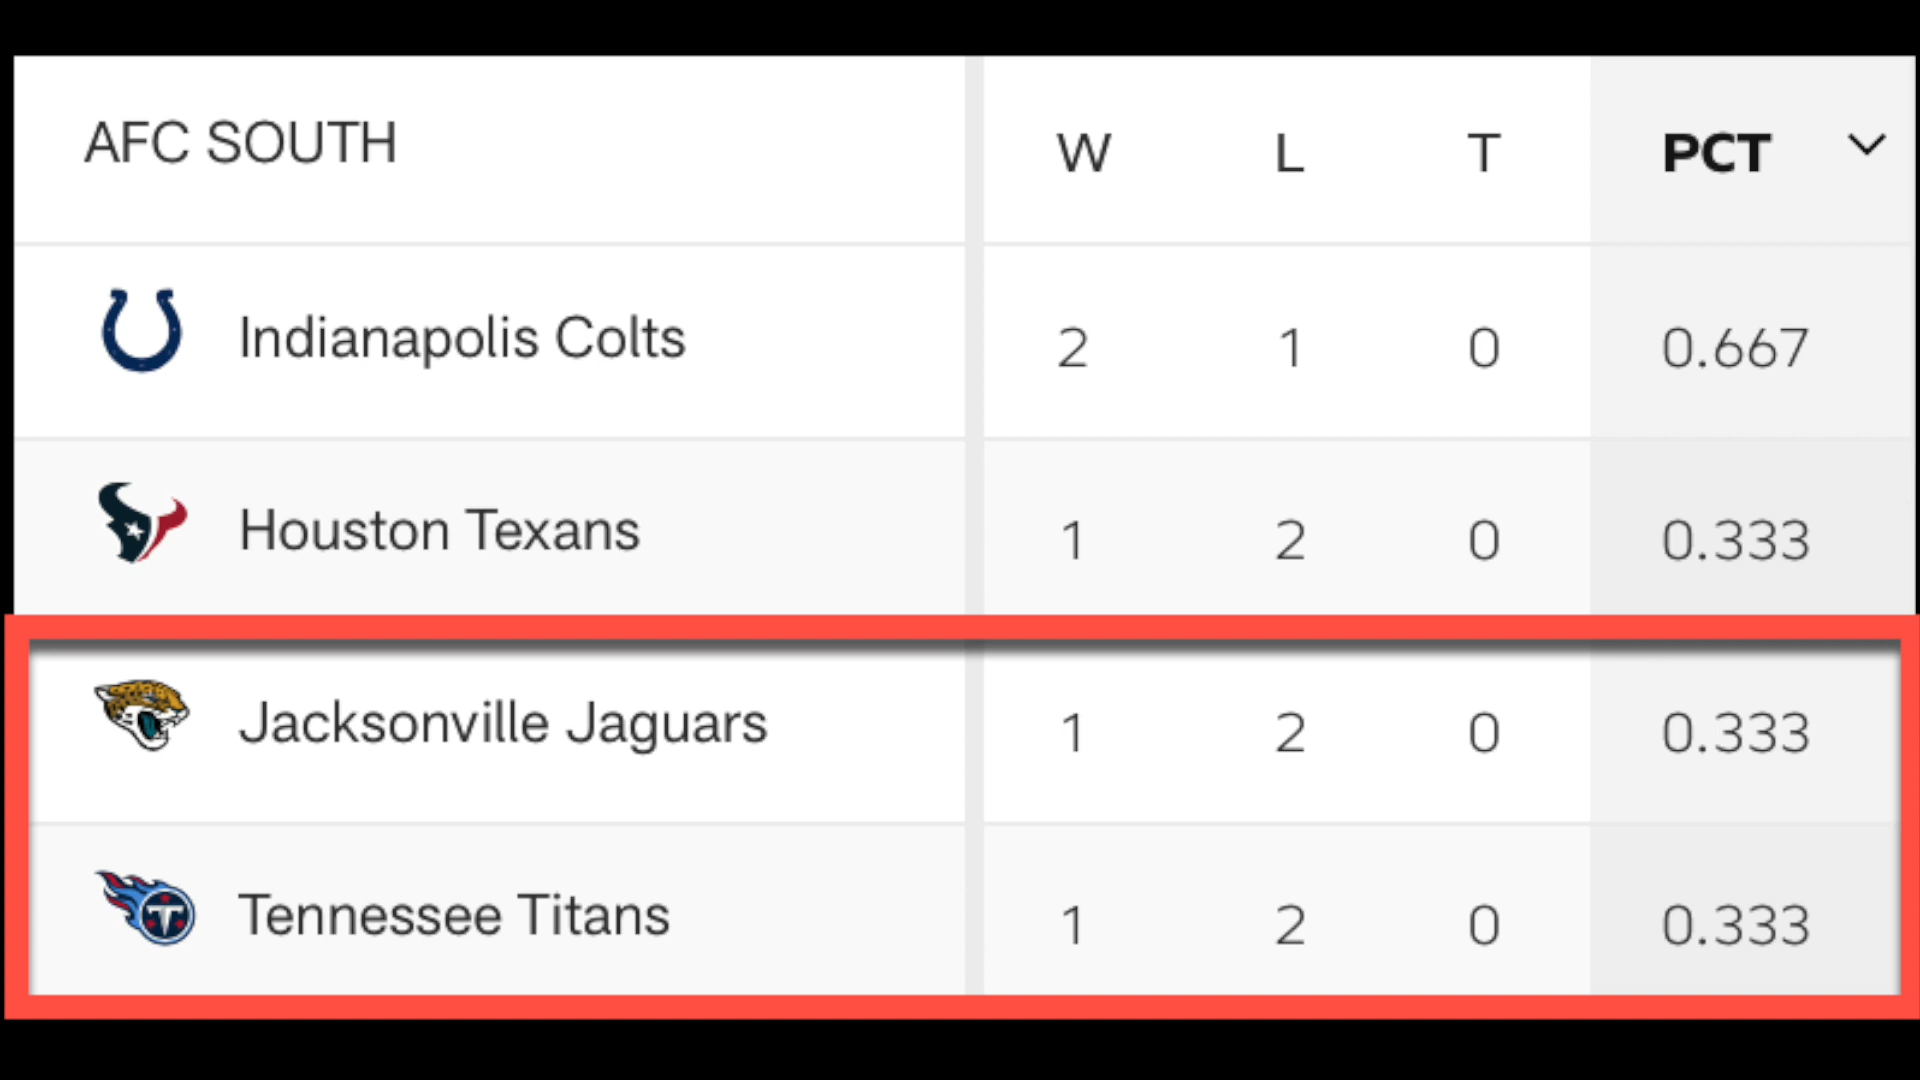 AFC SOUTH W L T PCT
Indianapolis Colts 2 1 0 0.667
Houston Texans 1 2 0 0.333
Jacksonville Jaguars 1 2 0 0.333
T Tennessee Titans 1 2 0 0.333